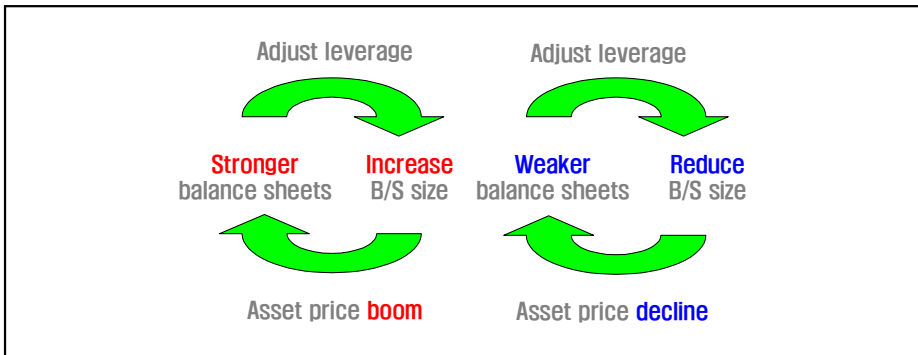 Adjust leverage
Adjust leverage
Stronger
balance sheets
Increase
B/S size
Weaker
balance sheets
Reduce
B/S size
Asset price boom
Asset price decline